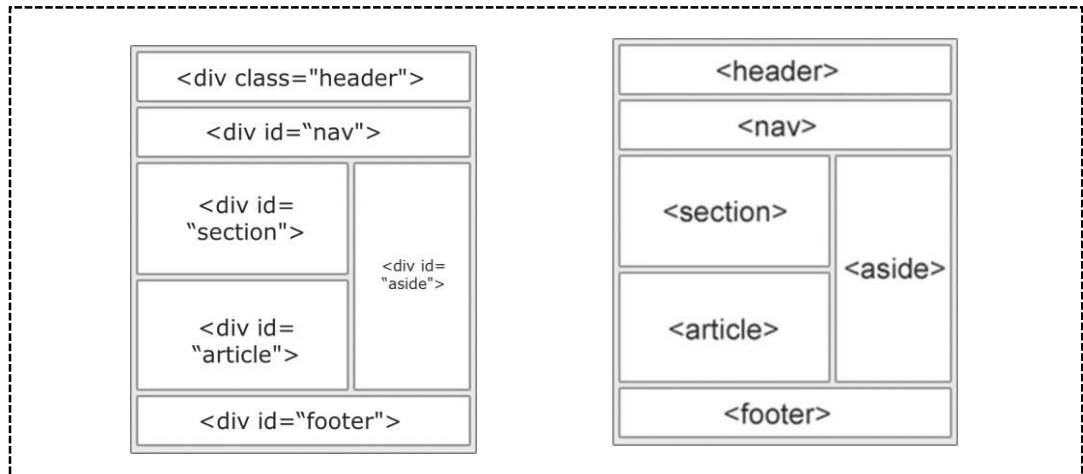 <div class="header">
<div id=“nav">
<div id=
“section">
<div id=
“aside">
<div id=
“article">
<div id=“footer">
<header>
<nav>
<section>
<aside>
<article>
<footer>